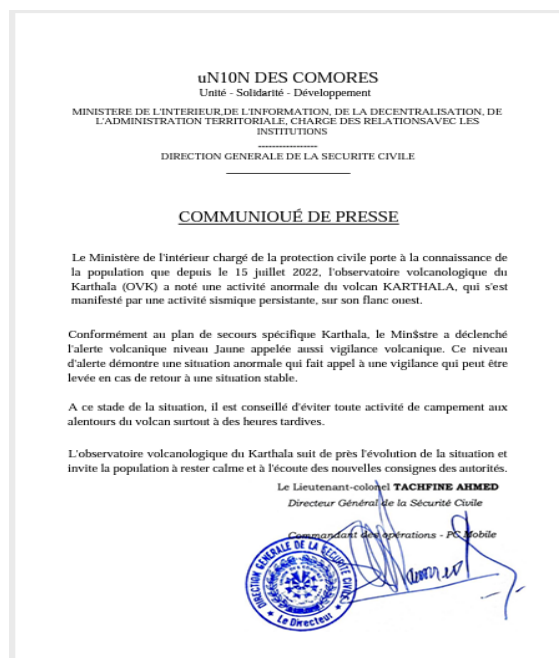 uN10N DES COMORES
Unité - Solidarité - Développement
MINISTERE DE L'INTERIEUR,DE L'INFORMATION, DE LA DECENTRALISATION, DE
L'ADMINISTRATION TERRITORIALE, CHARGE DES RELATIONSAVEC LES
INSTITUTIONS
-----------------
DIRECTION GENERALE DE LA SECURITE CIVILE
COMMUNIOUÉ DE PRESSE
Le Ministère de l'intérieur chargé de la protection civile porte à la connaissance de
la population que depuis le 15 juillet 2022, l'observatoire volcanologique du
Karthala (OVK) a noté une activité anormale du volcan KARTHALA, qui s'est
manifesté par une activité sismique persistante, sur son flanc ouest.
Conformément au plan de secours spécifique Karthala, le Min$stre a déclenché
l'alerte volcanique niveau Jaune appelée aussi vigilance volcanique. Ce niveau
d'alerte démontre une situation anormale qui fait appel à une vigilance qui peut être
levée en cas de retour à une situation stable.
A ce stade de la situation, il est conseillé d'éviter toute activité de campement aux
alentours du volcan surtout à des heures tardives.
L'observatoire volcanologique du Karthala suit de près l'évolution de la situation et
invite la population à rester calme et à l'écoute des nouvelles consignes des autorités.
Le Lieutenant-colonel TACHFINE AHMED
Directeur Général de la Sécurité Civile
Commandant des opérations - PC Mobile
DIRECTION GENERALE DE LA SECURITE CIVILE
Le Directeur